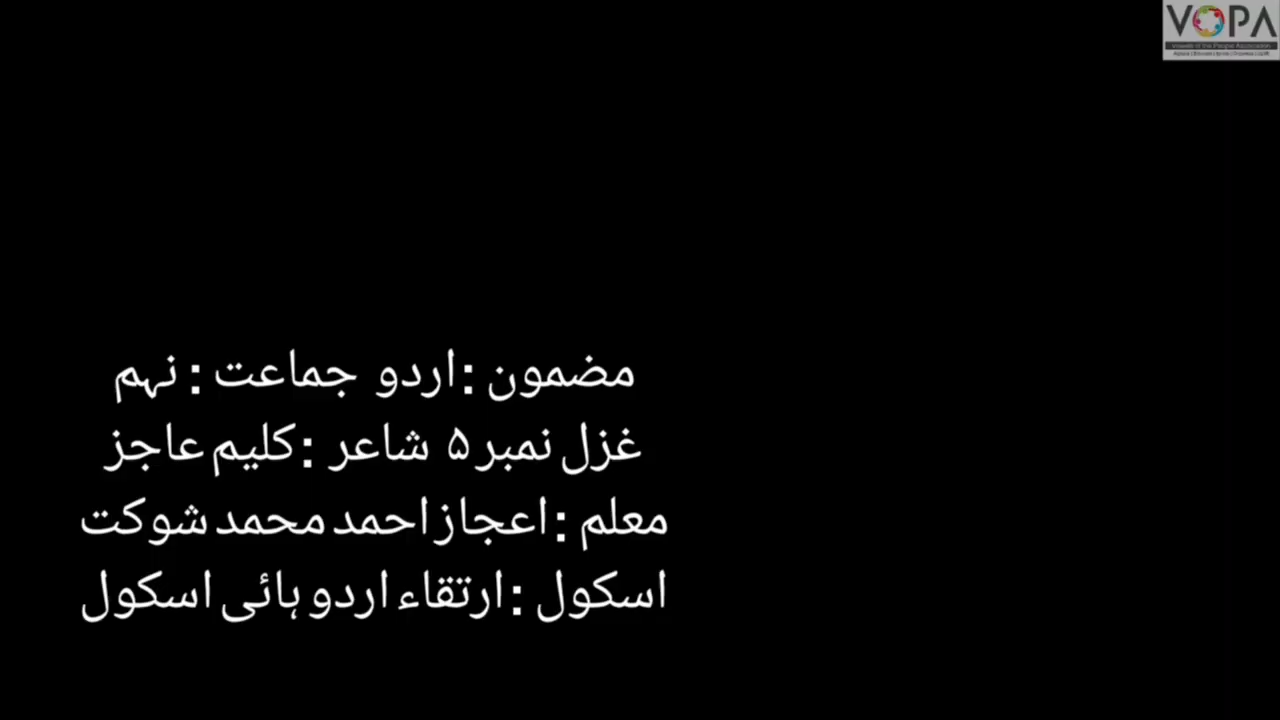 VOPA
مضمون :اردو جماعت : نہم
غزل نمبر ۵ شاعر :کلیم عاجز
معلم :اعجاز احمد محمد شوکت
اسکول :ارتقاء اردو ہائی اسکول